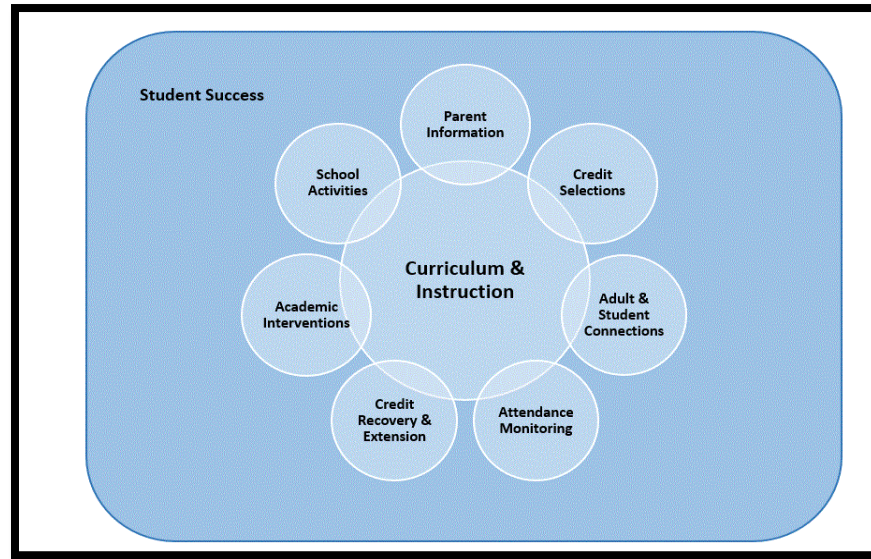 Student Success
Parent
Information
School
Activities
Credit
Selections
Curriculum &
Instruction
Academic
Interventions
Adult &
Student
Connections
Credit
Recovery &
Extension
Attendance
Monitoring